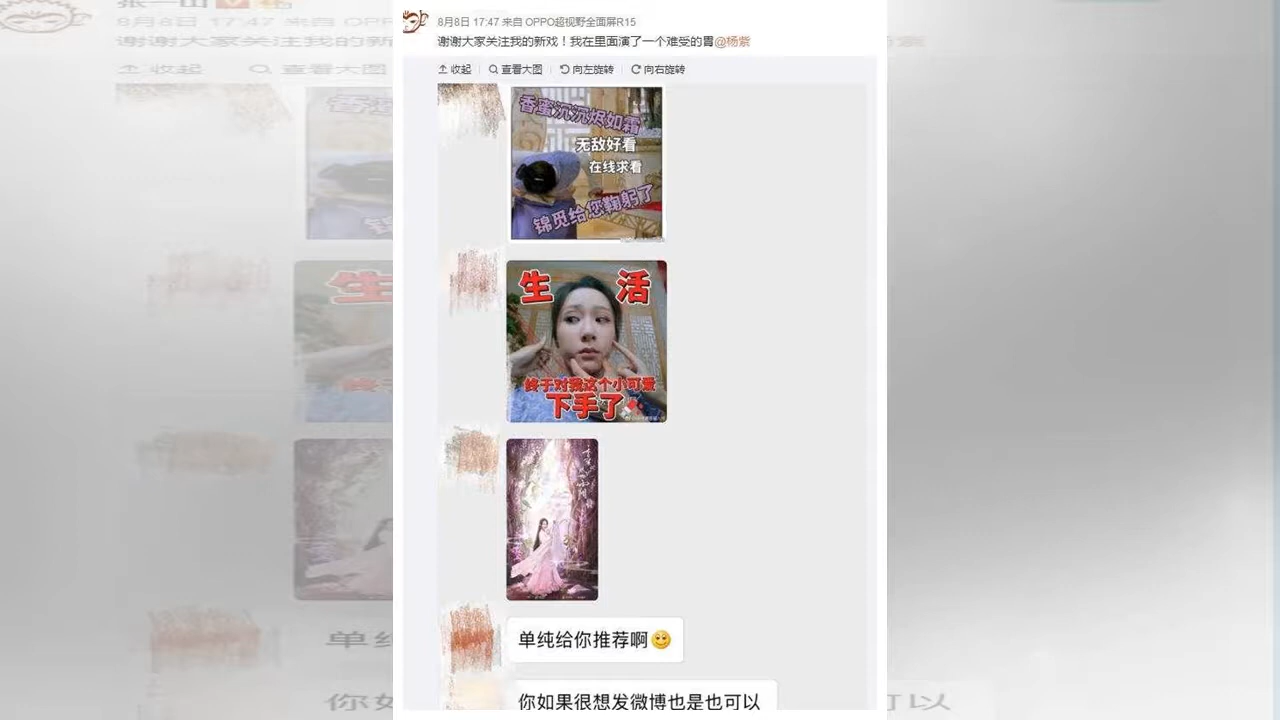 8月8日 17:47 来自 OPPO超视野全面屏R15
谢谢大家关注我的新戏！我在里面演了一个难受的胃@杨紫
收起 查看大图 向左旋转 向右旋转
香蜜沉沉烬如霜
无敌好看
在线求看
锦觅给您鞠躬了
生 活
终于对我这个小可爱
下手了
单纯给你推荐啊
你如果很想发微博也是也可以